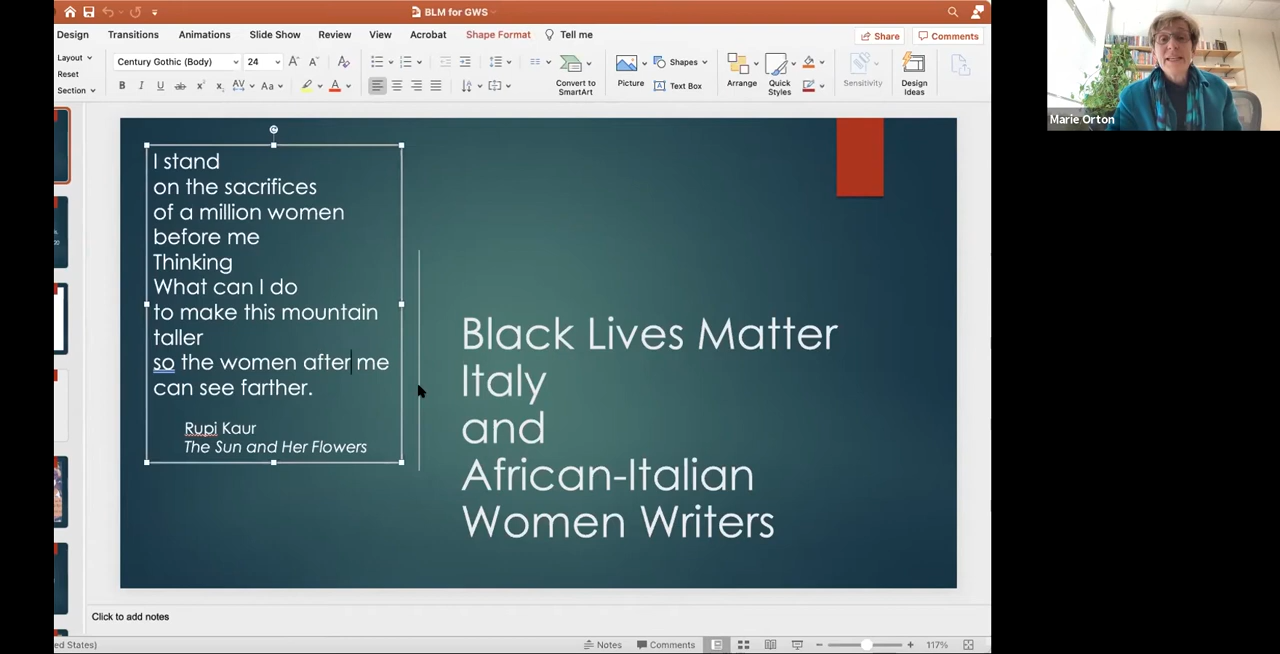 BLM for GWS
Design Transitions Animations Slide Show Review View Acrobat Shape Format Tell me Share Comments
Layout
Reset
Section
Century Gothic (Body) 24
Convert to
SmartArt
Picture
Shapes
Text Box
Arrange
Quick
Styles
Sensitivity
Design
Ideas
Marie Orton
I stand
on the sacrifices
of a million women
before me
Thinking
What can I do
to make this mountain
taller
so the women after me
can see farther.
Rupi Kaur
The Sun and Her Flowers
Black Lives Matter
Italy
and
African-Italian
Women Writers
Click to add notes
ed States) Notes Comments 117%